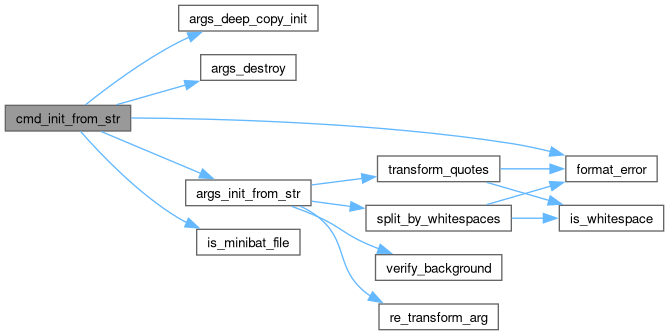 args_deep_copy_init
args_destroy
cmd_init_from_str
transform_quotes
format_error
args_init_from_str
split_by_whitespaces
is_whitespace
is_minibat_file
verify_background
re_transform_arg